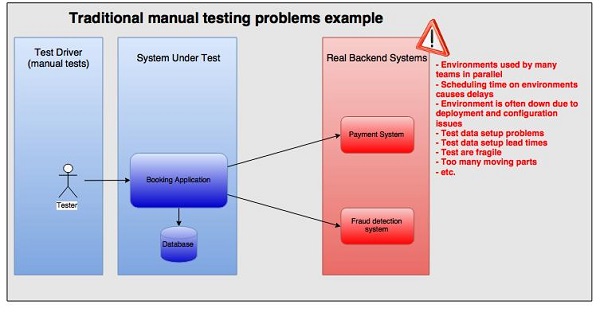 Traditional manual testing problems example
Test Driver
(manual tests)
System Under Test
Real Backend Systems
- Environments used by many
teams in parallel
- Scheduling time on environments
causes delays
- Environment is often down due to
deployment and configuration
issues
- Test data setup problems
- Test data setup lead times
- Test are fragile
- Too many moving parts
- etc.
Payment System
Booking Application
Tester
Fraud detection
system
Database